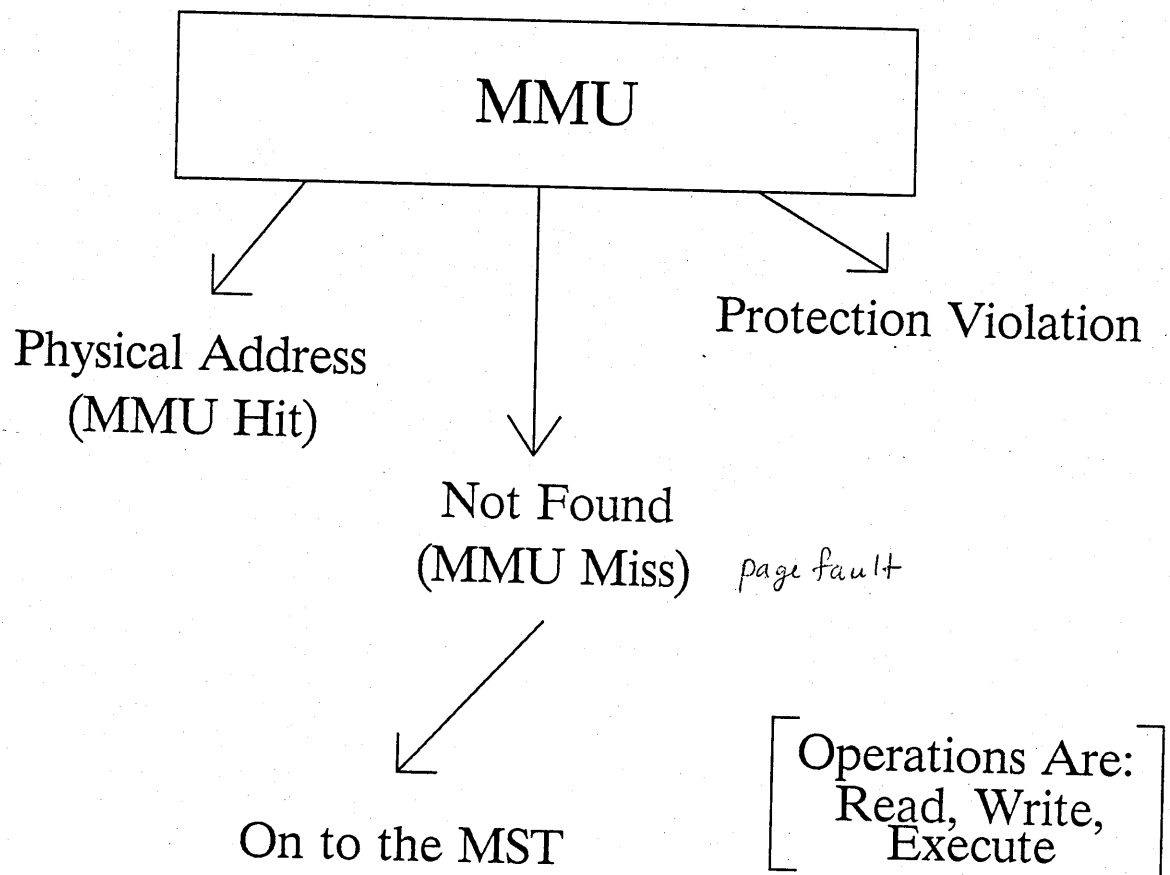 MMU
Physical Address
(MMU Hit)
Protection Violation
Not Found
(MMU Miss) page fault
On to the MST
Operations Are:
Read, Write,
Execute